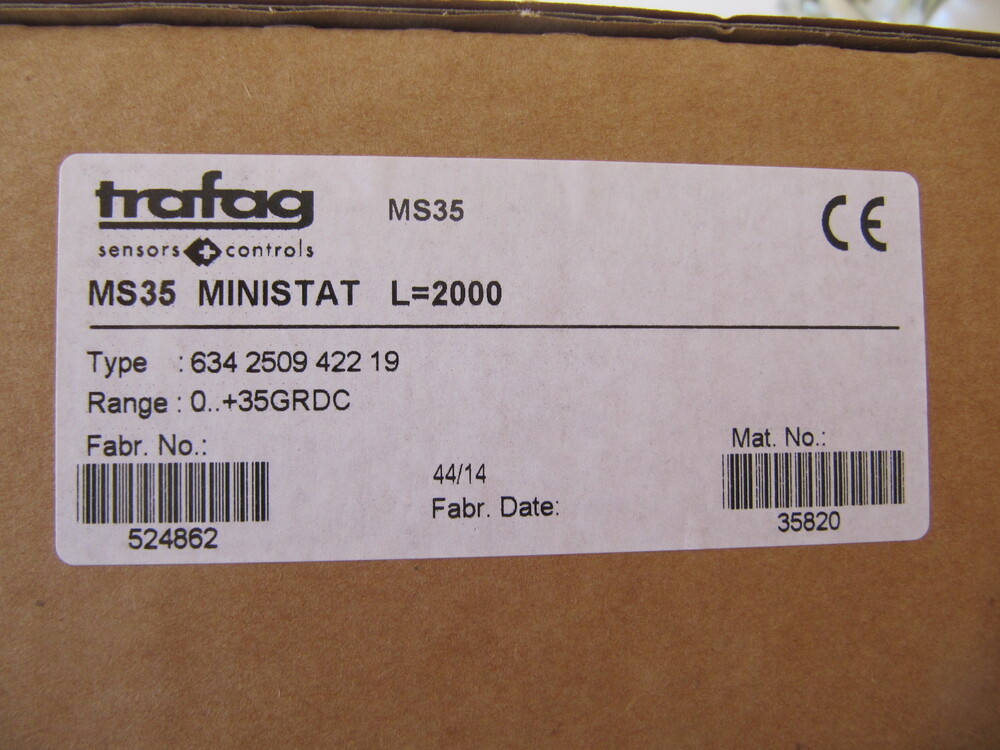 trafag
sensors controls
MS35
CE
MS35 MINISTAT L=2000
Type : 634 2509 422 19
Range : 0..+35GRDC
Fabr. No.:
524862
44/14
Fabr. Date:
Mat. No.:
35820